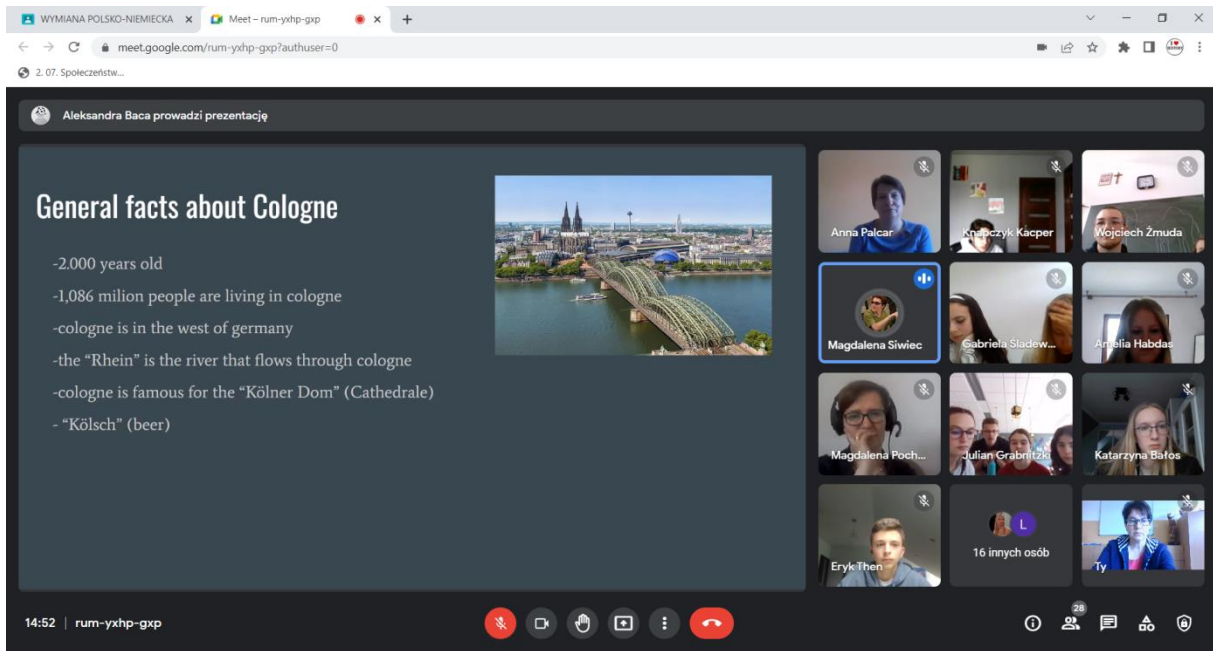 WYMIANA POLSKO-NIEMIECKA
Meet – rum-yxhp-gxp
meet.google.com/rum-yxhp-gxp?authuser=0
2. 07. Społeczeństw...
Aleksandra Baca prowadzi prezentację
General facts about Cologne
-2.000 years old
-1,086 milion people are living in cologne
-cologne is in the west of germany
-the “Rhein” is the river that flows through cologne
-cologne is famous for the “Kölner Dom” (Cathedrale)
- “Kölsch” (beer)
Anna Palcar
Knapczyk Kacper
Wojciech Żmuda
Magdalena Siwiec
Gabriela Śladew...
Amelia Habdas
Magdalena Poch...
Julian Grabnitzki
Katarzyna Bałos
Eryk Then
L
16 innych osób
Ty
14:52 | rum-yxhp-gxp
28